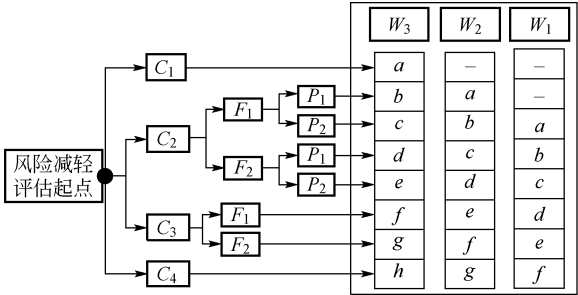 W3 W2 W1
C1 a – –
F1 P1 b a –
C2 P2 c b a
F2 P1 d c b
P2 e d c
风险减轻
评估起点
C3 F1 f e d
F2 g f e
C4 h g f